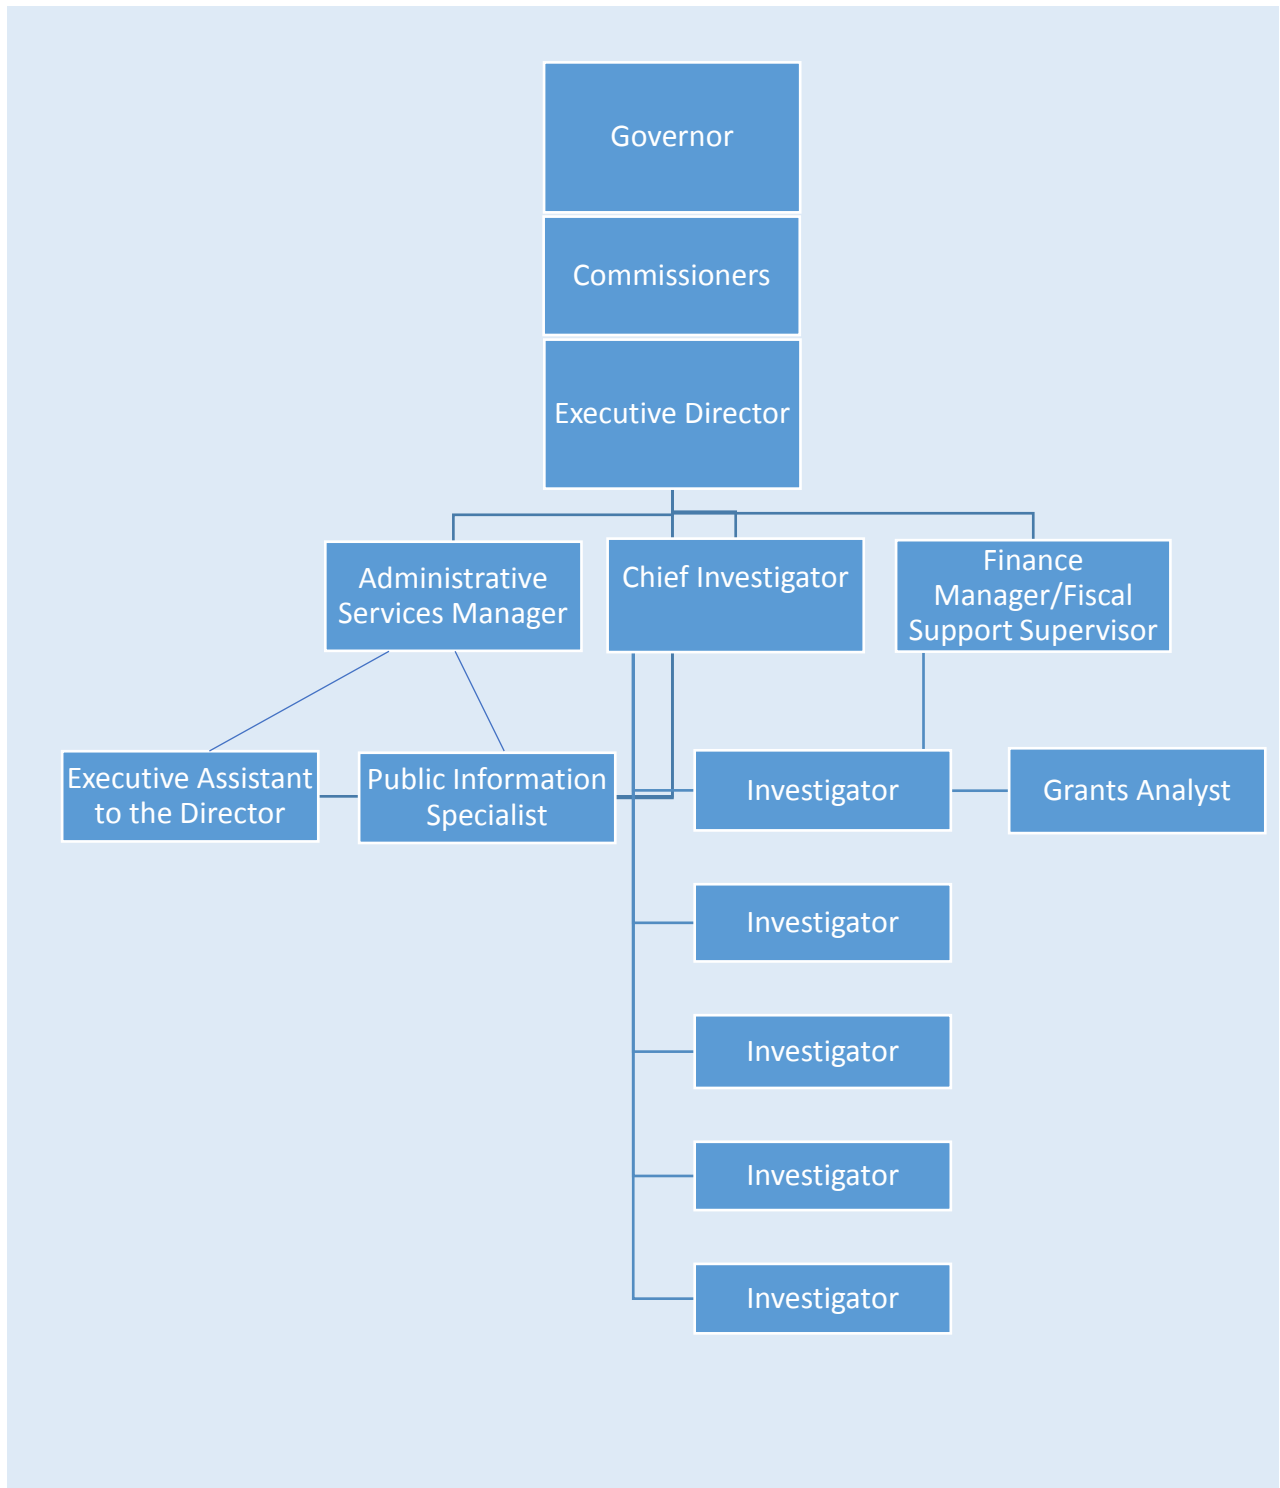 Governor
Commissioners
Executive Director
Administrative
Services Manager
Chief Investigator
Finance
Manager/Fiscal
Support Supervisor
Executive Assistant
to the Director
Public Information
Specialist
Investigator
Grants Analyst
Investigator
Investigator
Investigator
Investigator